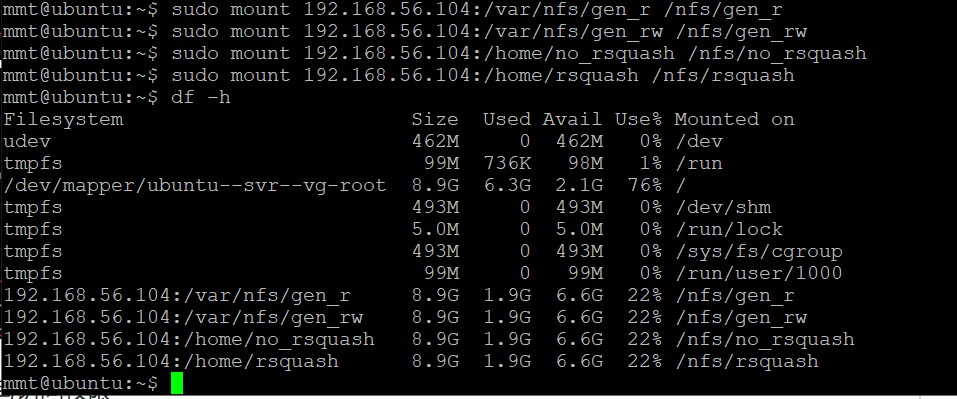 mmt@ubuntu:~$ sudo mount 192.168.56.104:/var/nfs/gen_r /nfs/gen_r
mmt@ubuntu:~$ sudo mount 192.168.56.104:/var/nfs/gen_rw /nfs/gen_rw
mmt@ubuntu:~$ sudo mount 192.168.56.104:/home/no_rsquash /nfs/no_rsquash
mmt@ubuntu:~$ sudo mount 192.168.56.104:/home/rsquash /nfs/rsquash
mmt@ubuntu:~$ df -h
Filesystem                         Size  Used Avail Use% Mounted on
udev                               462M     0  462M   0% /dev
tmpfs                               99M  736K   98M   1% /run
/dev/mapper/ubuntu--svr--vg-root   8.9G  6.3G  2.1G  76% /
tmpfs                              493M     0  493M   0% /dev/shm
tmpfs                              5.0M     0  5.0M   0% /run/lock
tmpfs                              493M     0  493M   0% /sys/fs/cgroup
tmpfs                               99M     0   99M   0% /run/user/1000
192.168.56.104:/var/nfs/gen_r      8.9G  1.9G  6.6G  22% /nfs/gen_r
192.168.56.104:/var/nfs/gen_rw     8.9G  1.9G  6.6G  22% /nfs/gen_rw
192.168.56.104:/home/no_rsquash    8.9G  1.9G  6.6G  22% /nfs/no_rsquash
192.168.56.104:/home/rsquash       8.9G  1.9G  6.6G  22% /nfs/rsquash
mmt@ubuntu:~$